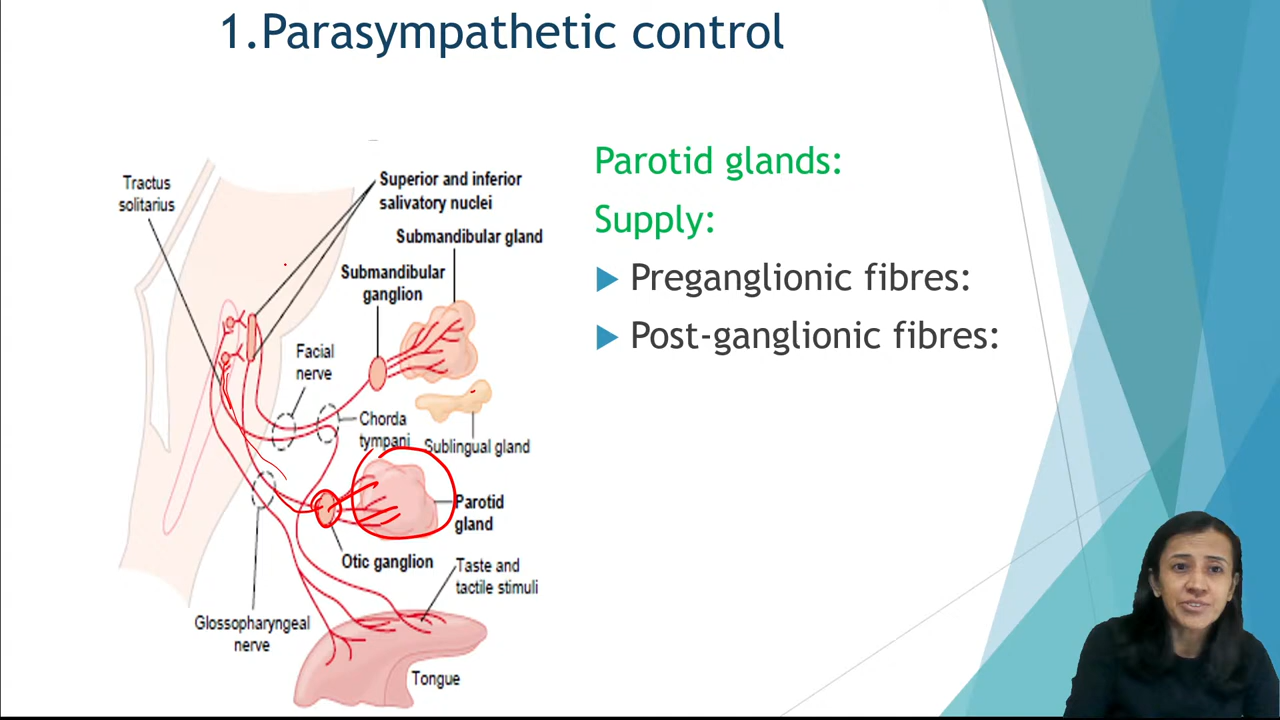 1.Parasympathetic control
Tractus
solitarius
Superior and inferior
salivatory nuclei
Submandibular gland
Submandibular
ganglion
Facial
nerve
Chorda
tympani
Sublingual gland
Parotid
gland
Otic ganglion
Taste and
tactile stimuli
Glossopharyngeal
nerve
Tongue
Parotid glands:
Supply:
Preganglionic fibres:
Post-ganglionic fibres: